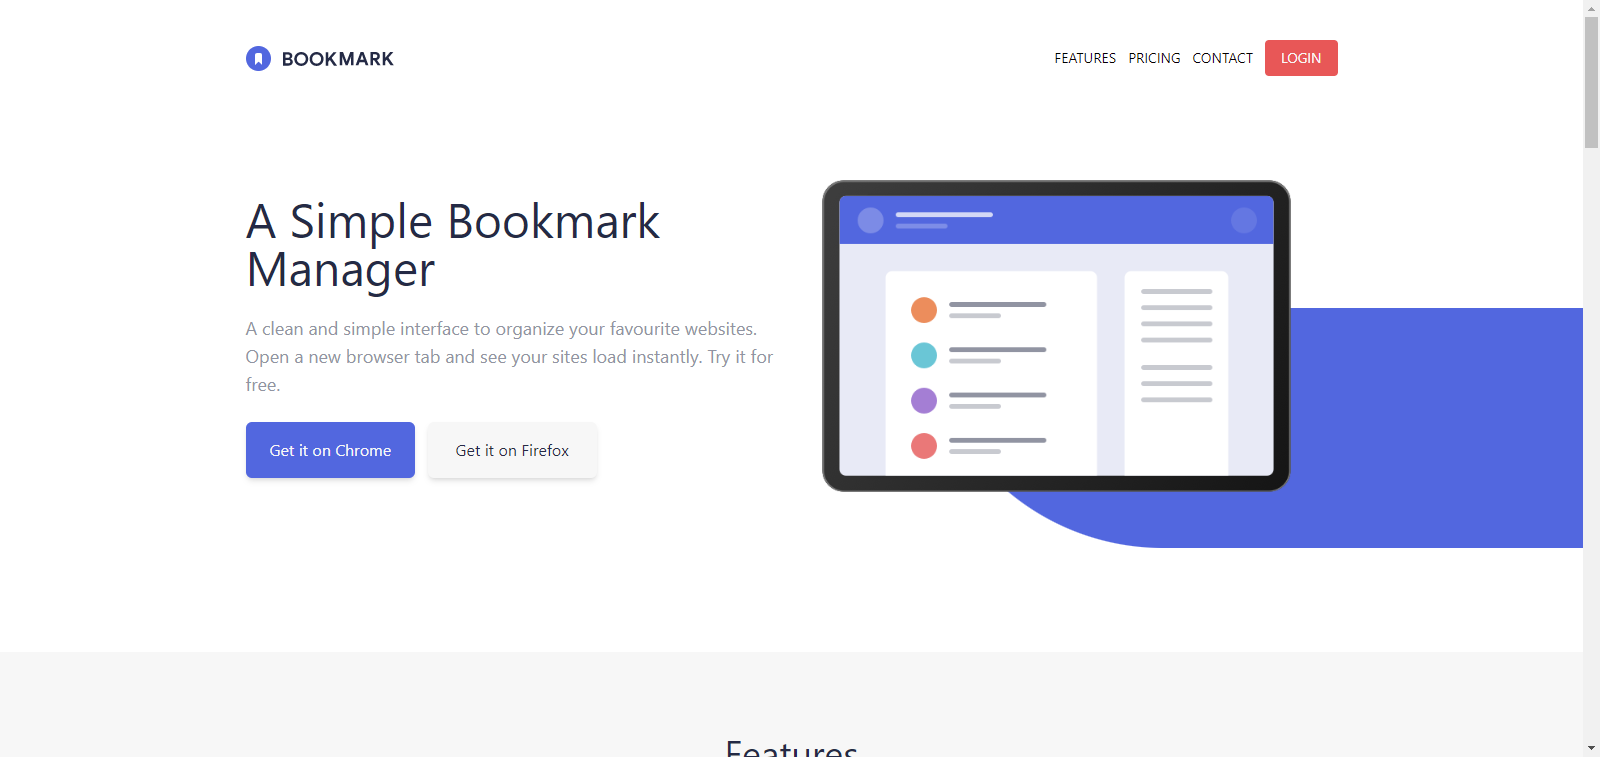 BOOKMARK
FEATURES PRICING CONTACT LOGIN
A Simple Bookmark
Manager
A clean and simple interface to organize your favourite websites.
Open a new browser tab and see your sites load instantly. Try it for
free.
Get it on Chrome Get it on Firefox
Features